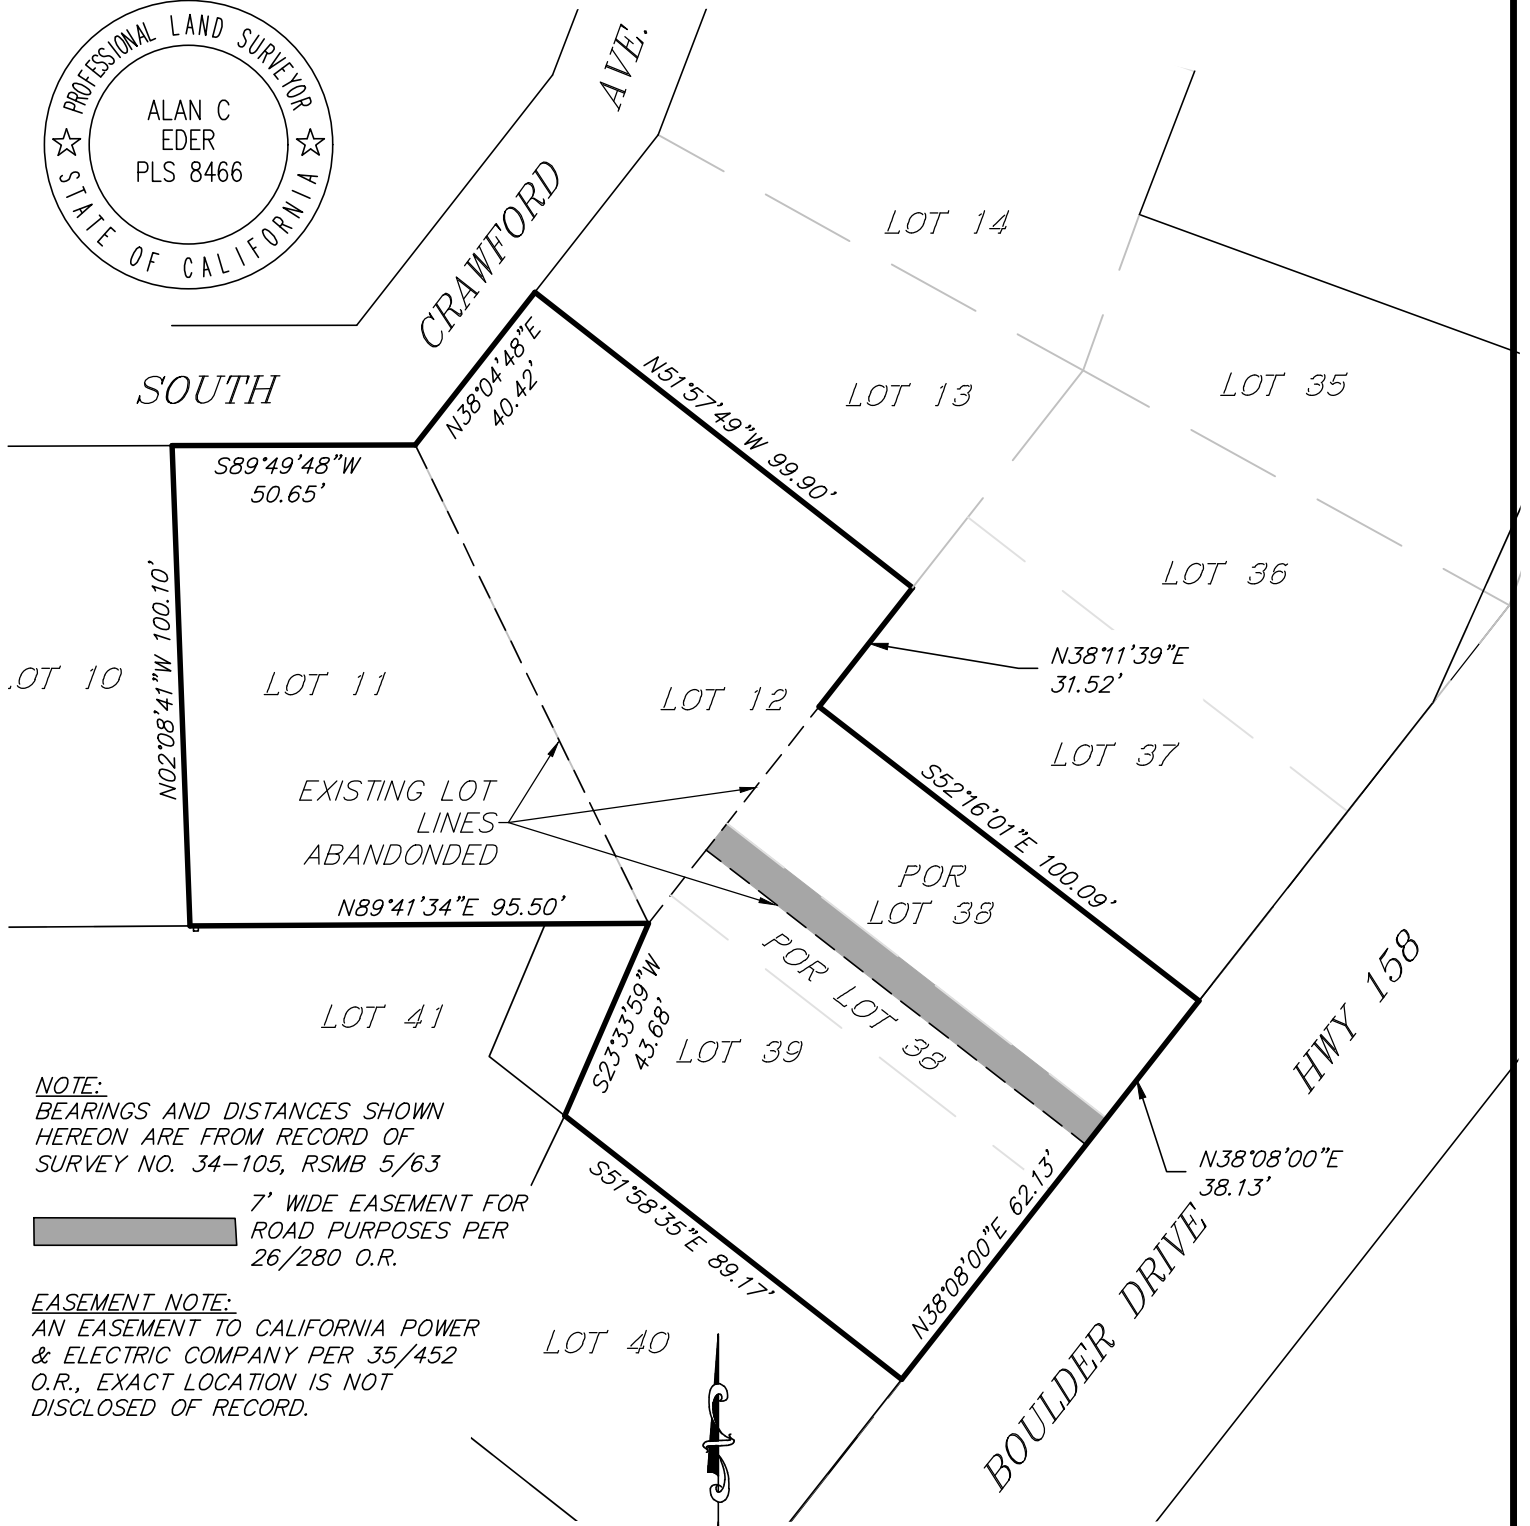 PROFESSIONAL LAND SURVEYOR
ALAN C
EDER
PLS 8466
STATE OF CALIFORNIA
SOUTH CRAWFORD AVE.
LOT 14
LOT 13
LOT 35
LOT 36
N38°04'48"E
40.42'
N51°57'49"W 99.90'
S89°49'48"W
50.65'
N02°08'41"W 100.10'
LOT 10
LOT 11
LOT 12
N38°11'39"E
31.52'
LOT 37
EXISTING LOT
LINES
ABANDONDED
S52°16'01"E 100.09'
POR
LOT 38
N89°41'34"E 95.50'
POR LOT 38
LOT 41
S23°33'59"W
43.68'
LOT 39
HWY 158
NOTE:
BEARINGS AND DISTANCES SHOWN
HEREON ARE FROM RECORD OF
SURVEY NO. 34-105, RSMB 5/63
7' WIDE EASEMENT FOR
ROAD PURPOSES PER
26/280 O.R.
S51°58'35"E 89.17'
N38°08'00"E 62.13'
N38°08'00"E
38.13'
EASEMENT NOTE:
AN EASEMENT TO CALIFORNIA POWER
& ELECTRIC COMPANY PER 35/452
O.R., EXACT LOCATION IS NOT
DISCLOSED OF RECORD.
LOT 40
BOULDER DRIVE